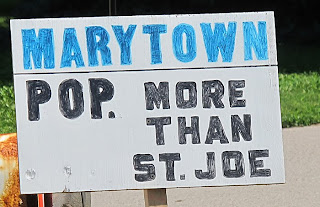 MARYTOWN
POP. MORE
THAN
ST. JOE